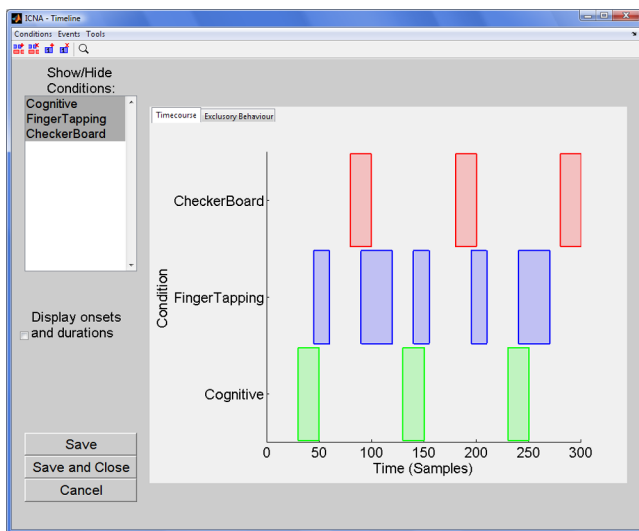 ICNA - Timeline
Conditions Events Tools
Show/Hide
Conditions:
Cognitive
FingerTapping
CheckerBoard
Display onsets
and durations
Save
Save and Close
Cancel
Timecourse Exclusory Behaviour
Condition
CheckerBoard
FingerTapping
Cognitive
0 50 100 150 200 250 300
Time (Samples)